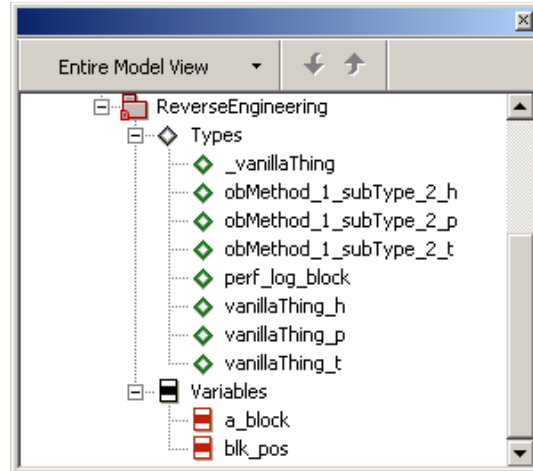 Entire Model View
ReverseEngineering
Types
_vanillaThing
obMethod_1_subType_2_h
obMethod_1_subType_2_p
obMethod_1_subType_2_t
perf_log_block
vanillaThing_h
vanillaThing_p
vanillaThing_t
Variables
a_block
blk_pos